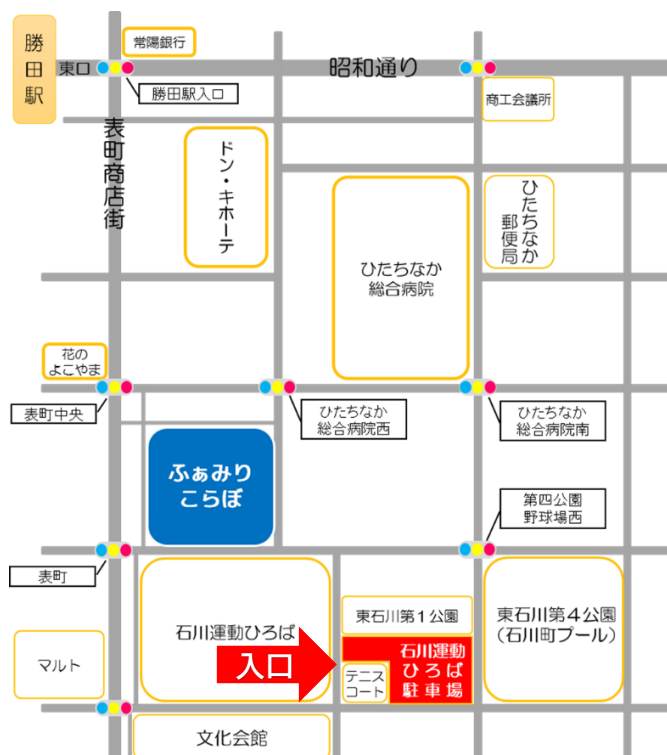 勝田駅
東口
常陽銀行
昭和通り
勝田駅入口
商工会議所
表町商店街
ドン・キホーテ
ひたちなか
総合病院
ひたちなか
郵便局
花の
よこやま
表町中央
ひたちなか
総合病院西
ひたちなか
総合病院南
ふぁみり
こらぼ
第四公園
野球場西
表町
石川運動ひろば
東石川第1公園
東石川第4公園
(石川町プール)
マルト
入口
テニス
コート
石川運動
ひろば
駐車場
文化会館